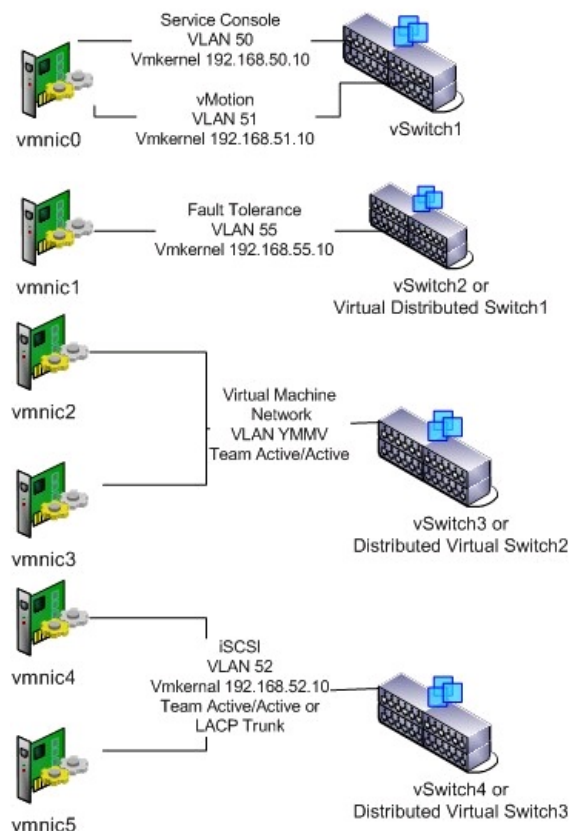 Service Console
VLAN 50
Vmkernel 192.168.50.10
vMotion
VLAN 51
Vmkernel 192.168.51.10
vmnic0
vSwitch1
Fault Tolerance
VLAN 55
Vmkernel 192.168.55.10
vmnic1
vSwitch2 or
Virtual Distributed Switch1
vmnic2
Virtual Machine
Network
VLAN YMMV
Team Active/Active
vmnic3
vSwitch3 or
Distributed Virtual Switch2
vmnic4
iSCSI
VLAN 52
Vmkernal 192.168.52.10
Team Active/Active or
LACP Trunk
vmnic5
vSwitch4 or
Distributed Virtual Switch3